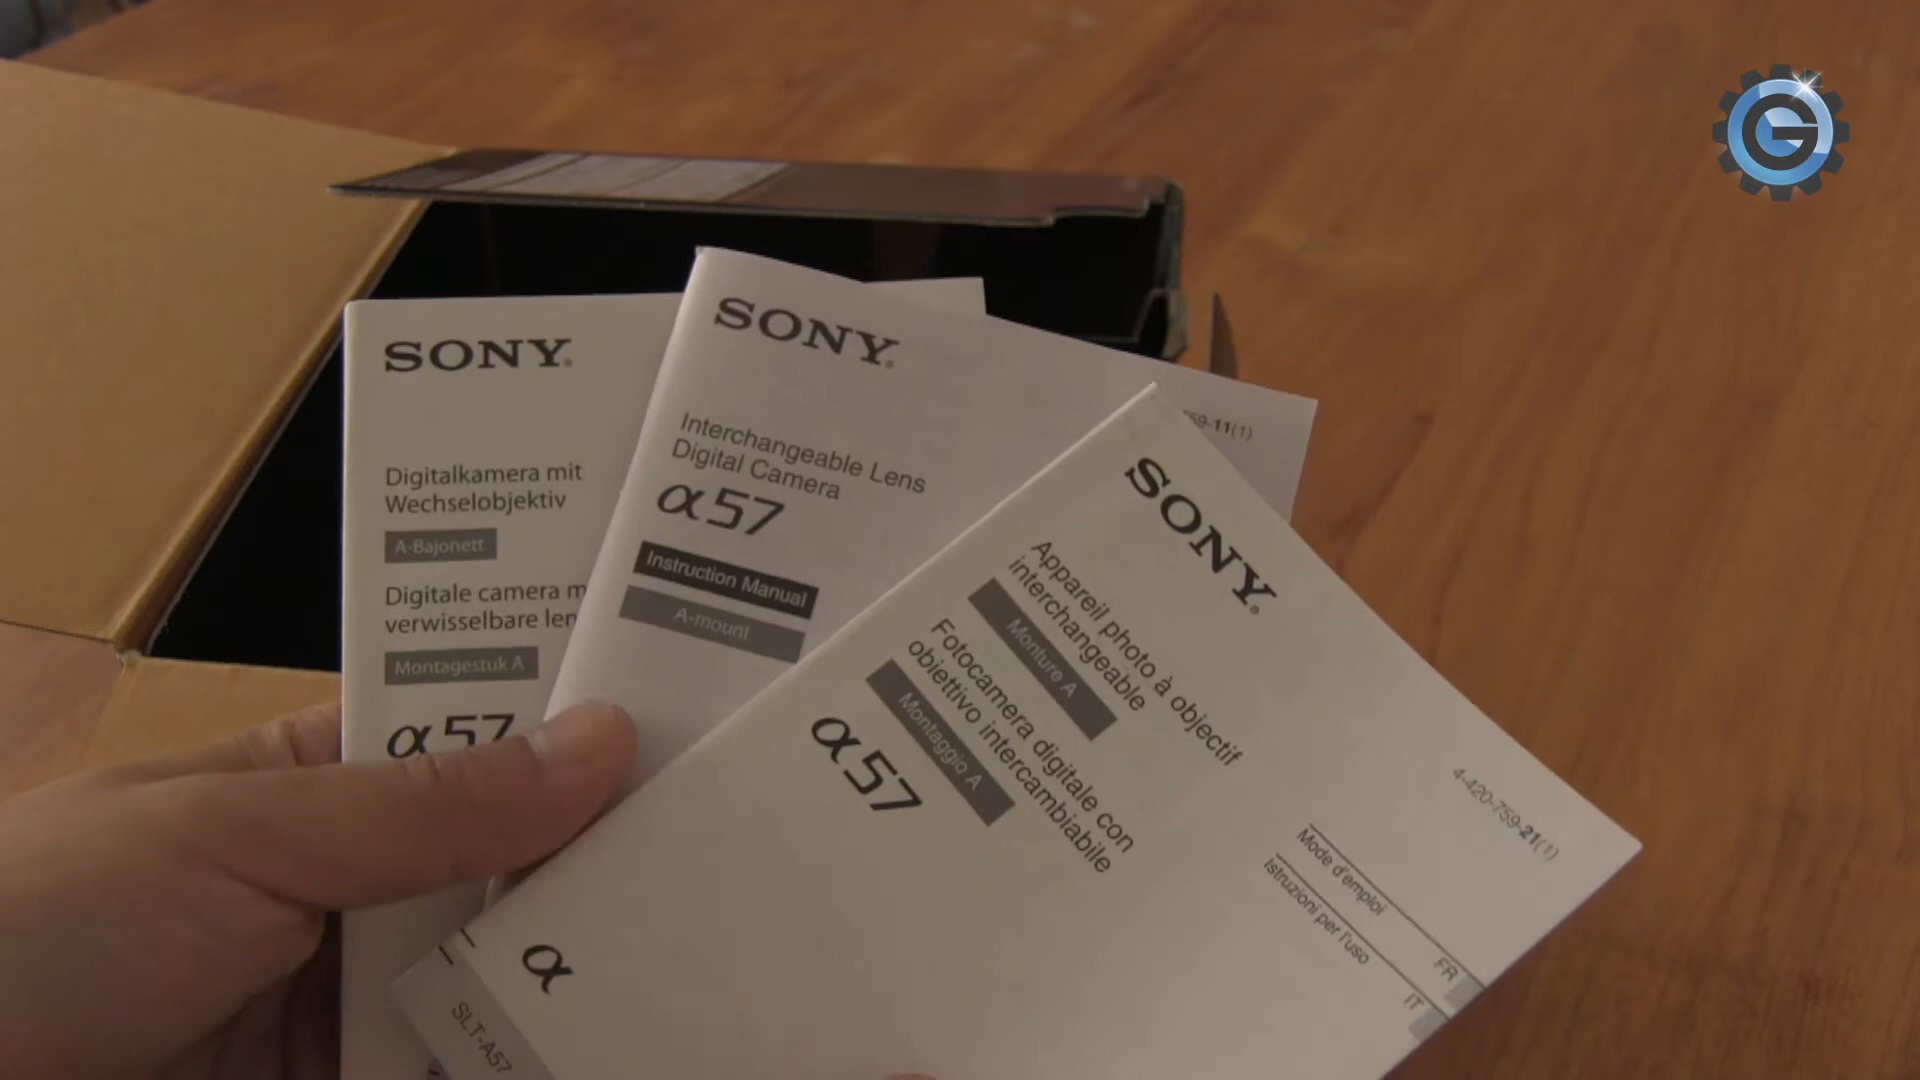 SONY
Digitalkamera mit
Wechselobjektiv
A-Bajonett
Digitale camera m
verwisselbare len
Montagestuk A
α57
SONY
Interchangeable Lens
Digital Camera
α57
Instruction Manual
A-mount
59-11(1)
SONY
Appareil photo à objectif
interchangeable
Monture A
Fotocamera digitale con
obiettivo intercambiabile
Montaggio A
α57
4-420-759-21(1)
Mode d'emploi
FR
Istruzioni per l'uso
IT
α
SLT-A57
G